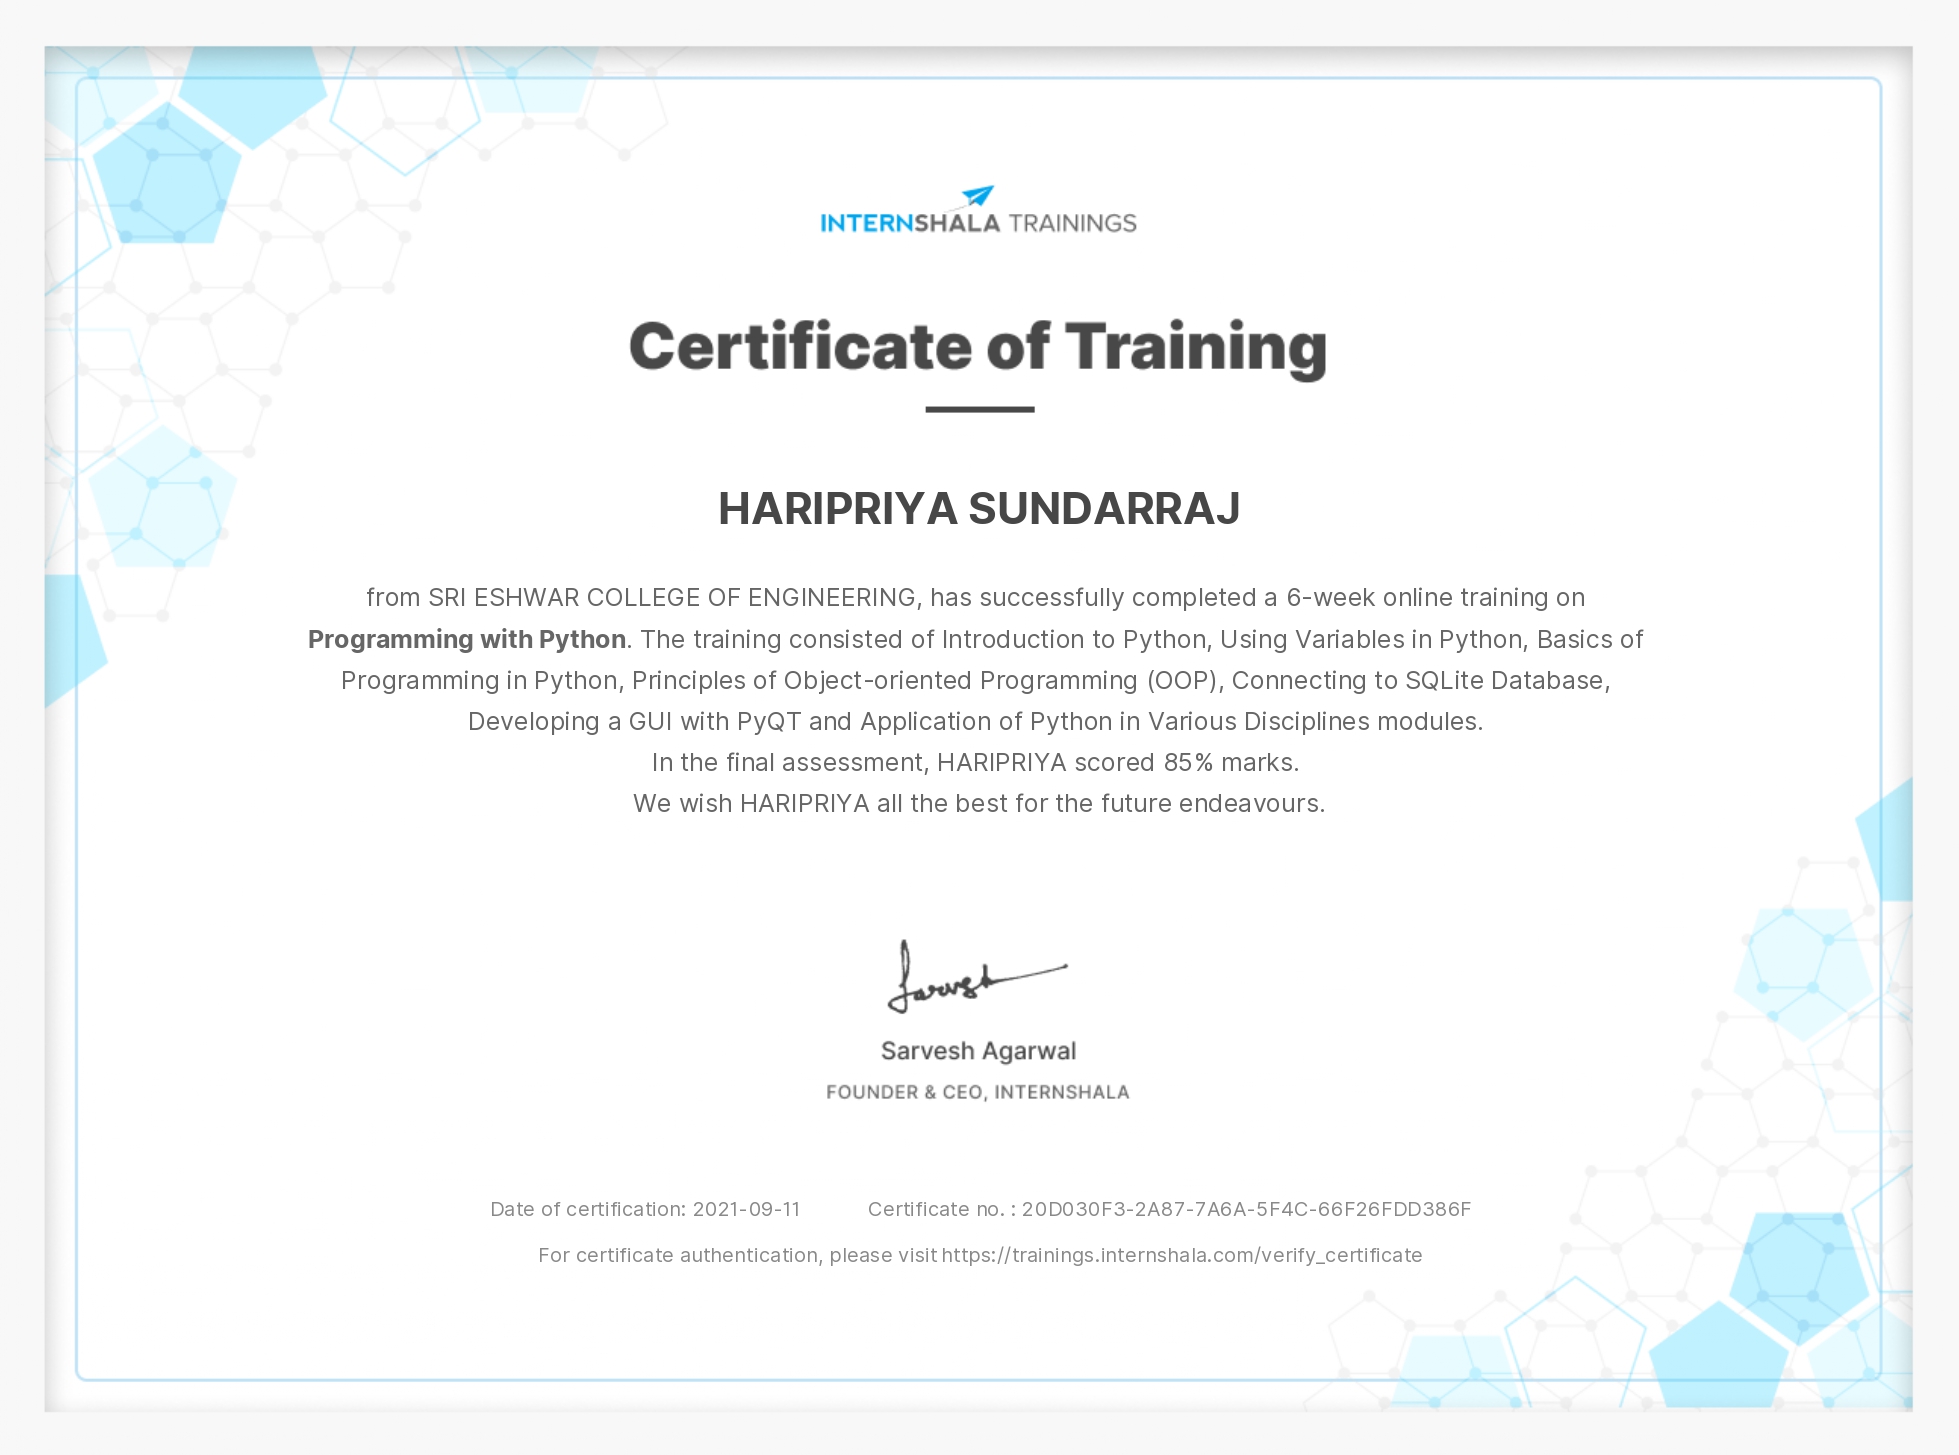 INTERNSHALA TRAININGS
Certificate of Training
HARIPRIYA SUNDARRAJ
from SRI ESHWAR COLLEGE OF ENGINEERING, has successfully completed a 6-week online training on
Programming with Python. The training consisted of Introduction to Python, Using Variables in Python, Basics of
Programming in Python, Principles of Object-oriented Programming (OOP), Connecting to SQLite Database,
Developing a GUI with PyQT and Application of Python in Various Disciplines modules.
In the final assessment, HARIPRIYA scored 85% marks.
We wish HARIPRIYA all the best for the future endeavours.
Sarvesh
Sarvesh Agarwal
FOUNDER & CEO, INTERNSHALA
Date of certification: 2021-09-11 Certificate no. : 20D030F3-2A87-7A6A-5F4C-66F26FDD386F
For certificate authentication, please visit https://trainings.internshala.com/verify_certificate